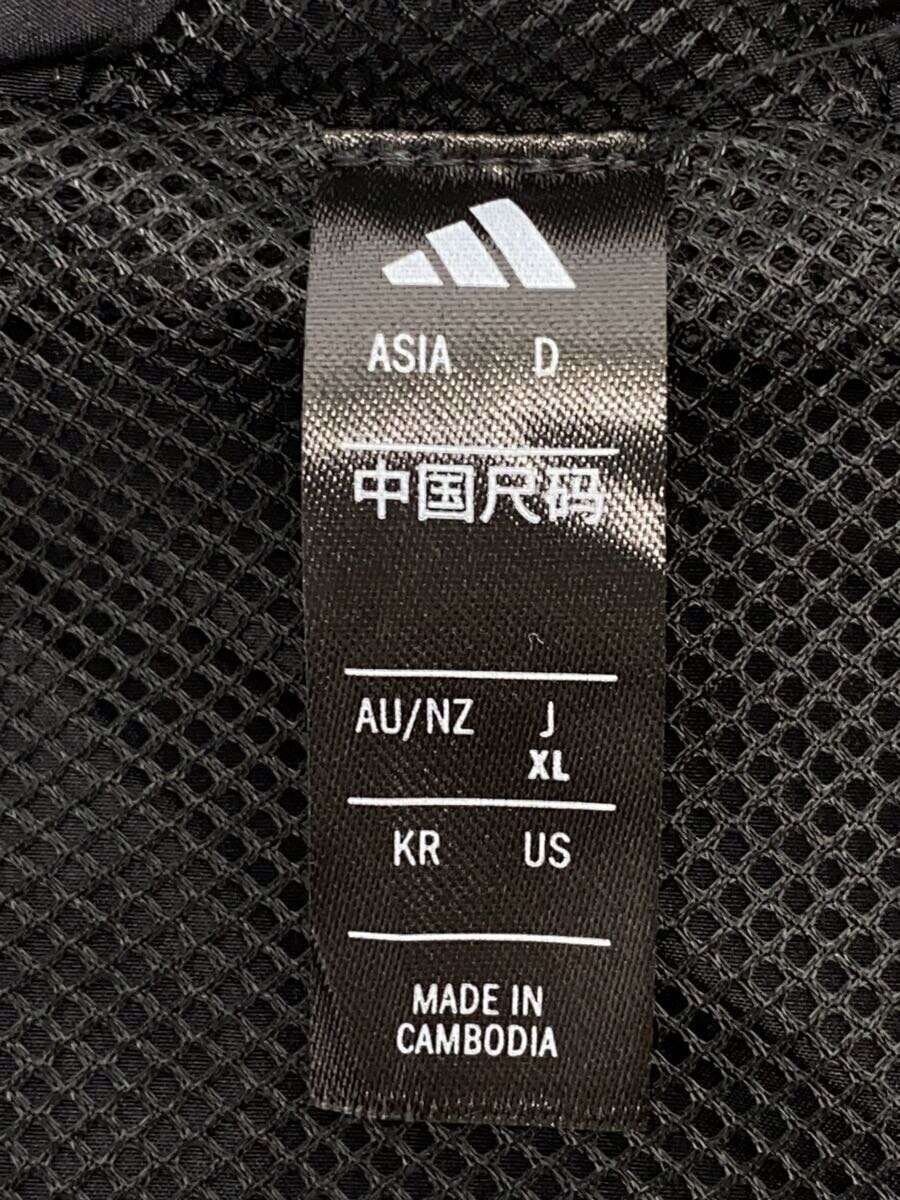 ASIA D
中国尺码
AU/NZ J
XL
KR US
MADE IN
CAMBODIA